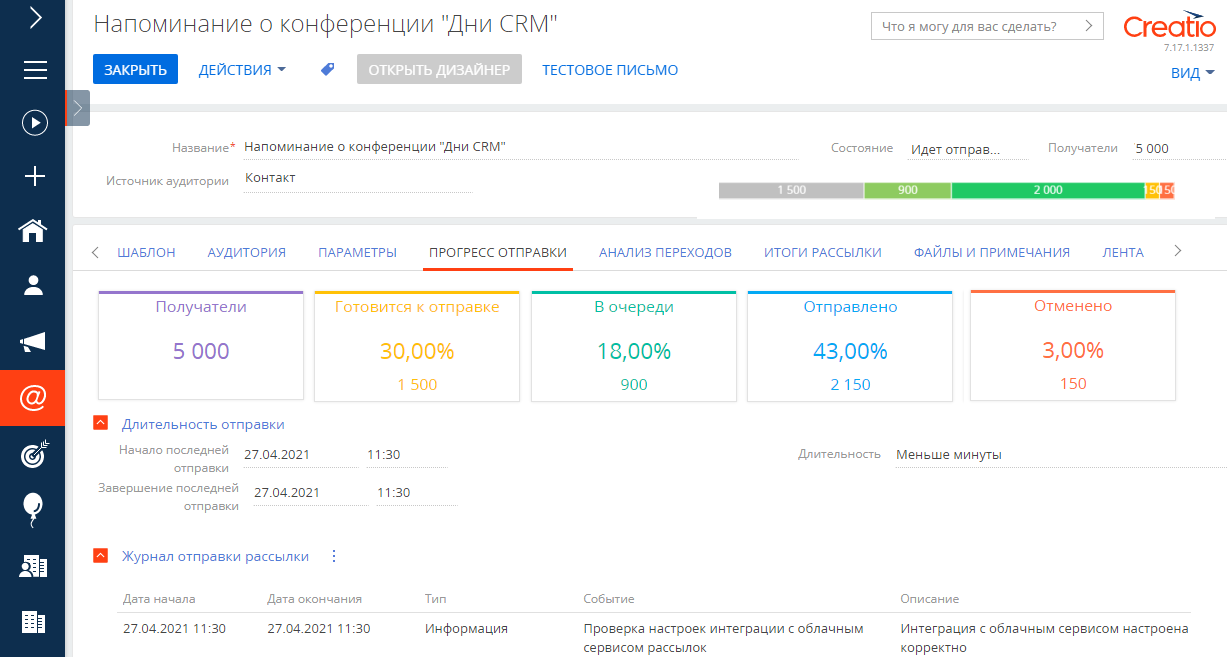 Напоминание о конференции "Дни CRM"
Что я могу для вас сделать?
Creatio
7.17.1.1337
ЗАКРЫТЬ
ДЕЙСТВИЯ
ОТКРЫТЬ ДИЗАЙНЕР
ТЕСТОВОЕ ПИСЬМО
ВИД
Название* Напоминание о конференции "Дни CRM"
Состояние Идет отправ...
Получатели 5 000
Источник аудитории Контакт
1 500 900 2 000 150 150
ШАБЛОН АУДИТОРИЯ ПАРАМЕТРЫ ПРОГРЕСС ОТПРАВКИ АНАЛИЗ ПЕРЕХОДОВ ИТОГИ РАССЫЛКИ ФАЙЛЫ И ПРИМЕЧАНИЯ ЛЕНТА
Получатели
5 000
Готовится к отправке
30,00%
1 500
В очереди
18,00%
900
Отправлено
43,00%
2 150
Отменено
3,00%
150
Длительность отправки
Начало последней
отправки
27.04.2021 11:30
Длительность Меньше минуты
Завершение последней
отправки
27.04.2021 11:30
Журнал отправки рассылки
Дата начала Дата окончания Тип Событие Описание
27.04.2021 11:30 27.04.2021 11:30 Информация Проверка настроек интеграции с облачным Интеграция с облачным сервисом настроена
сервисом рассылок корректно